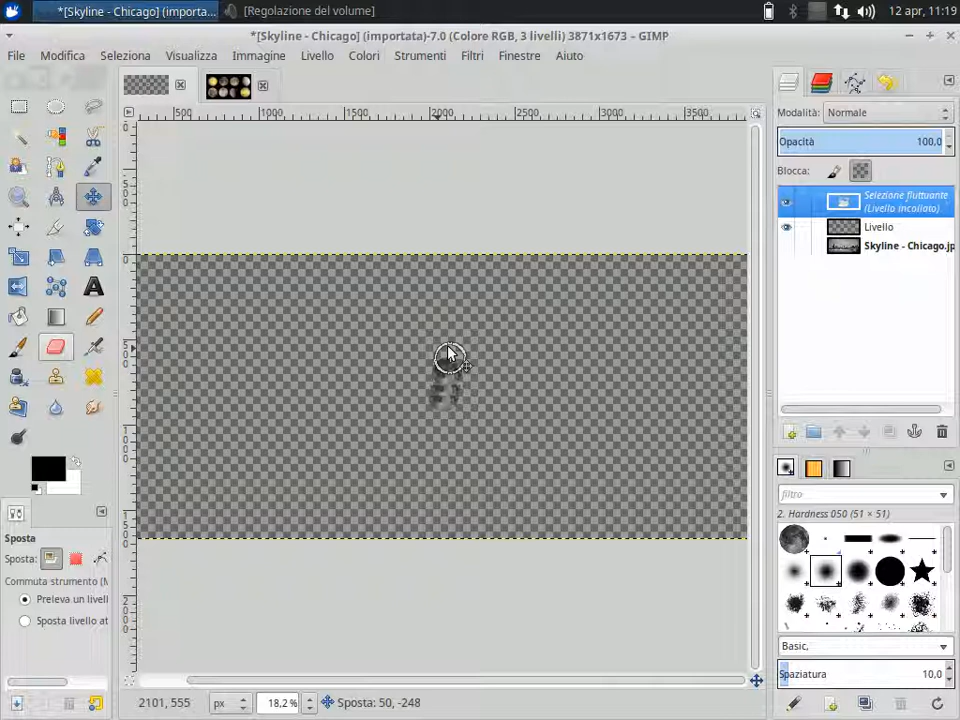 *[Skyline - Chicago] (importa...
[Regolazione del volume]
12 apr, 11:19
*[Skyline - Chicago] (importata)-7.0 (Colore RGB, 3 livelli) 3871x1673 – GIMP
File Modifica Seleziona Visualizza Immagine Livello Colori Strumenti Filtri Finestre Aiuto
500 1000 1500 2000 2500 3000 3500
Modalità: Normale
Opacità 100,0
Blocca:
Selezione fluttuante
(Livello incollato)
Livello
Skyline - Chicago.jp
filtro
2. Hardness 050 (51 × 51)
Basic,
Spaziatura 10,0
Sposta
Sposta:
Commuta strumento (M
Preleva un livell
Sposta livello at
2101, 555 px 18,2 % Sposta: 50, -248